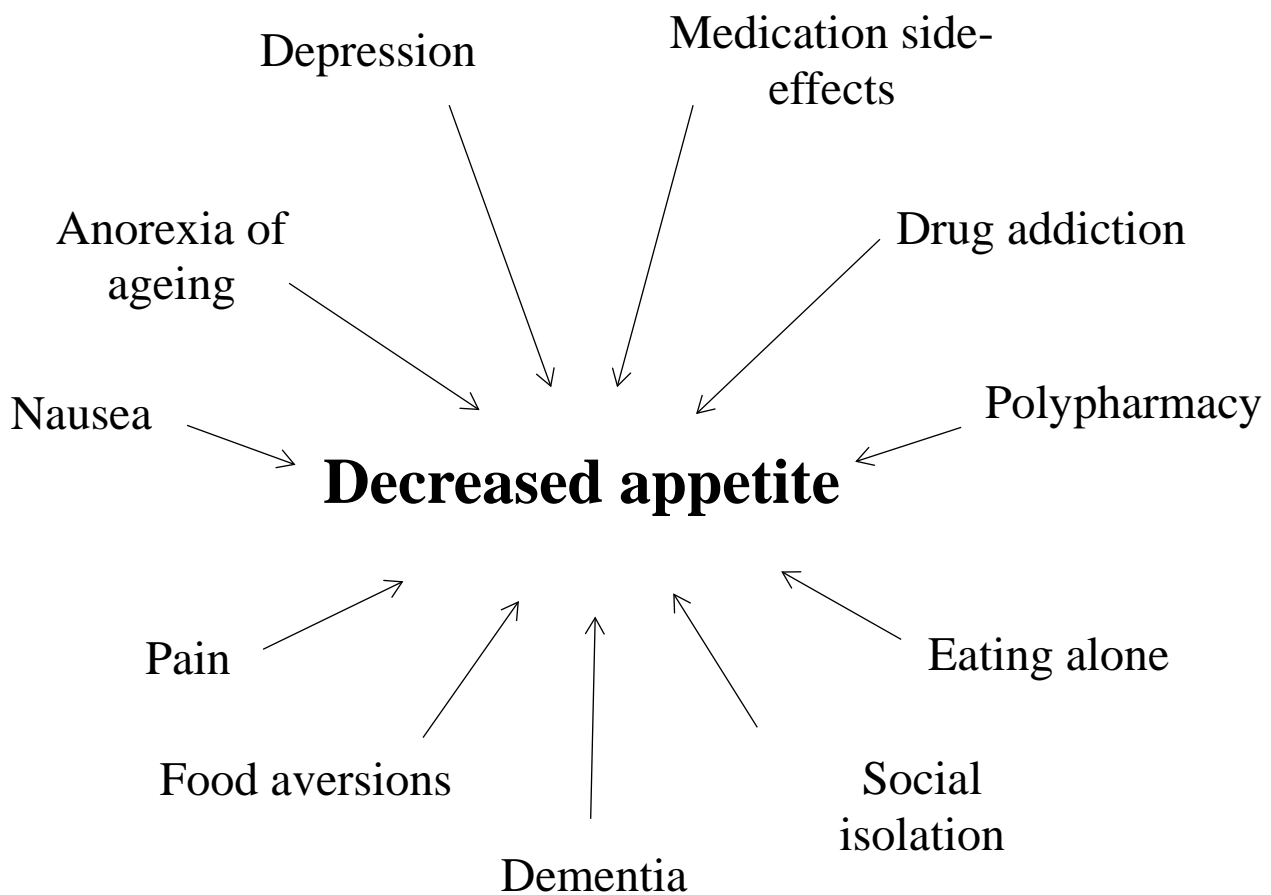 Depression
Medication side-
effects
Anorexia of
ageing
Drug addiction
Nausea
Polypharmacy
Decreased appetite
Pain
Eating alone
Food aversions
Social
isolation
Dementia